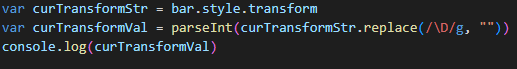 var curTransformStr = bar.style.transform
var curTransformVal = parseInt(curTransformStr.replace(/\D/g, ""))
console.log(curTransformVal)